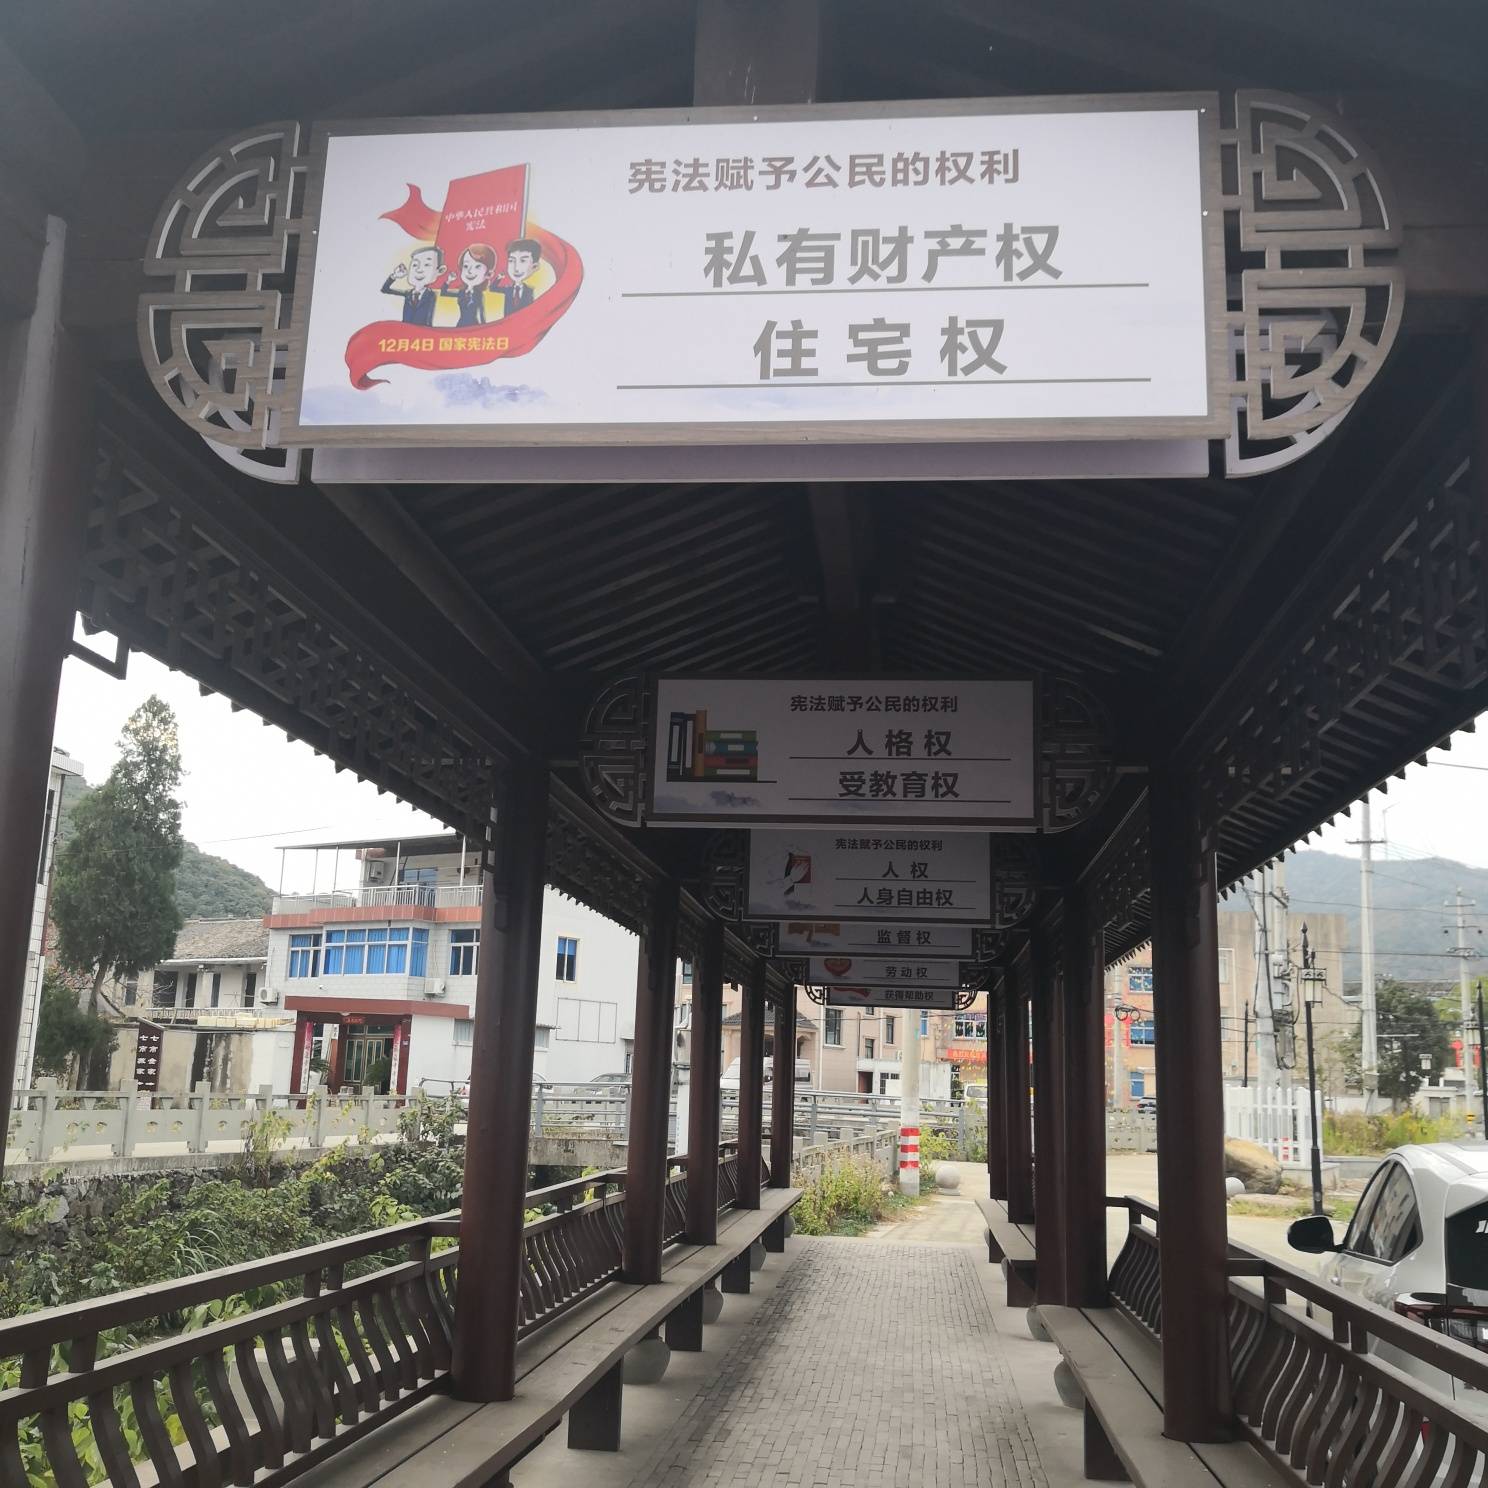 宪法赋予公民的权利
私有财产权
住宅权
中華人民共和国
宪法
12月4日 国家宪法日
宪法赋予公民的权利
人格权
受教育权
宪法赋予公民的权利
人权
人身自由权
监督权
劳动权
获得帮助权